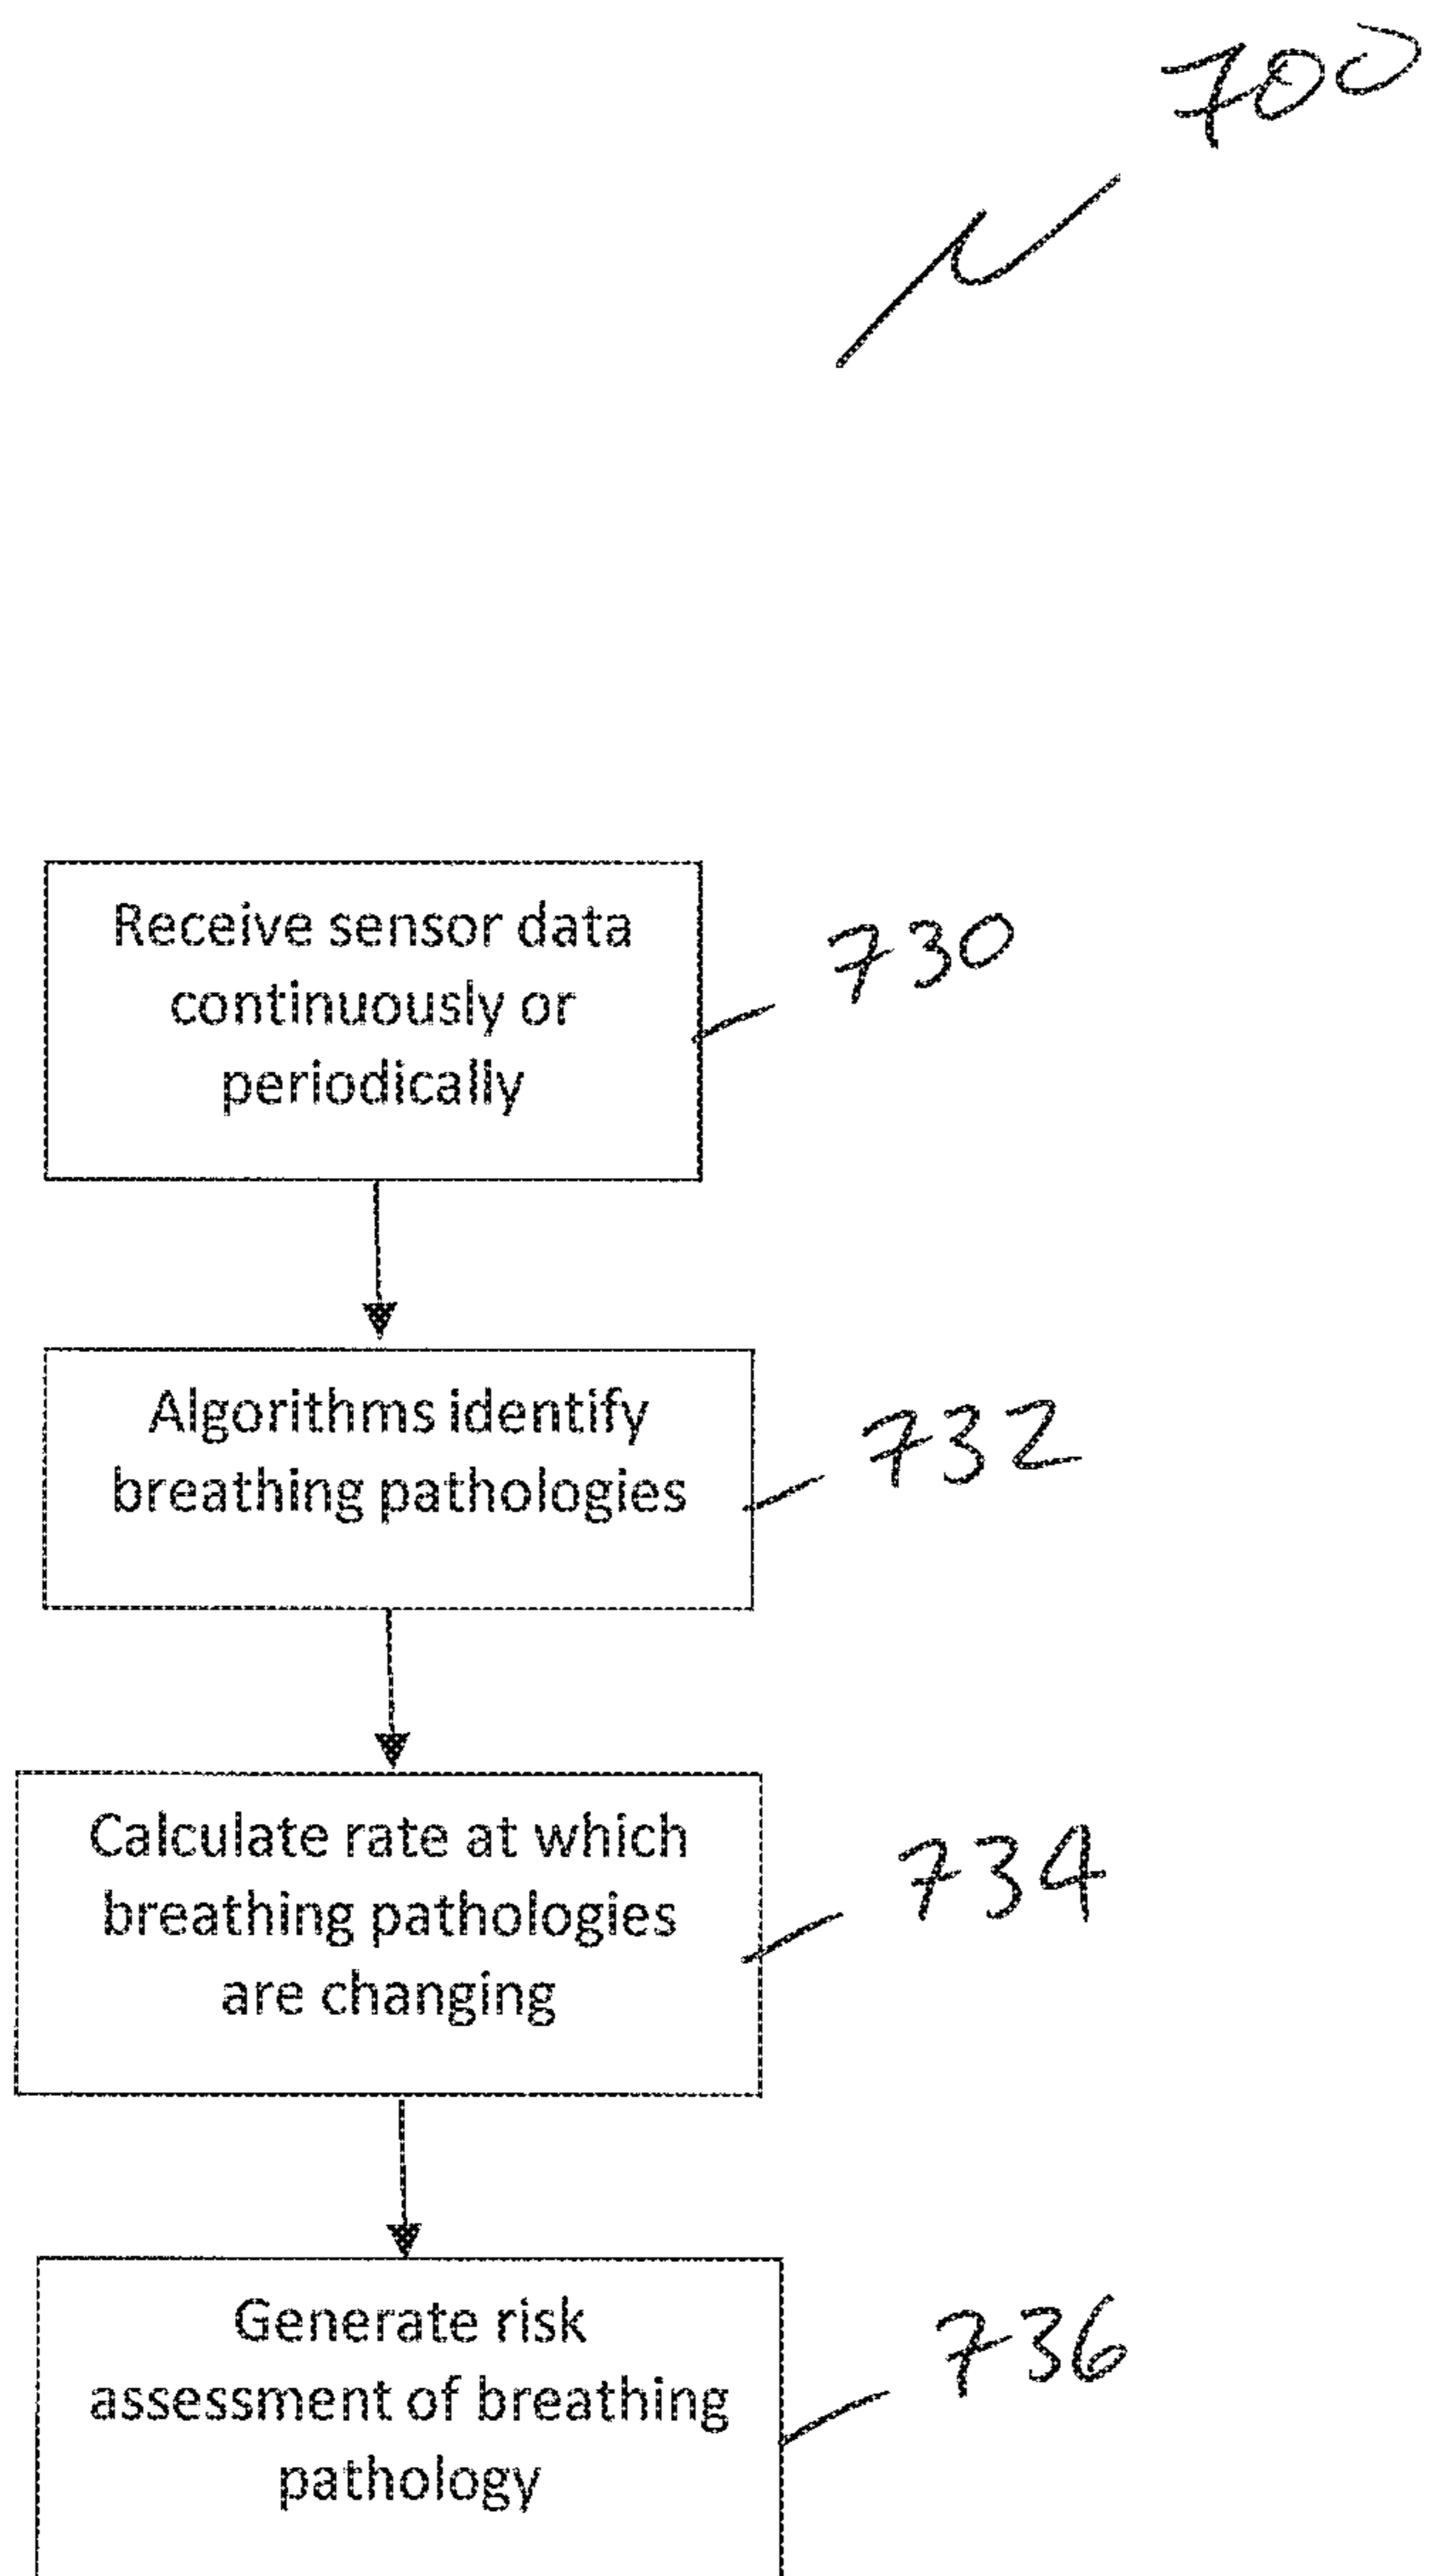 700
Receive sensor data
continuously or
periodically
730
Algorithms identify
breathing pathologies
732
Calculate rate at which
breathing pathologies
are changing
734
Generate risk
assessment of breathing
pathology
736